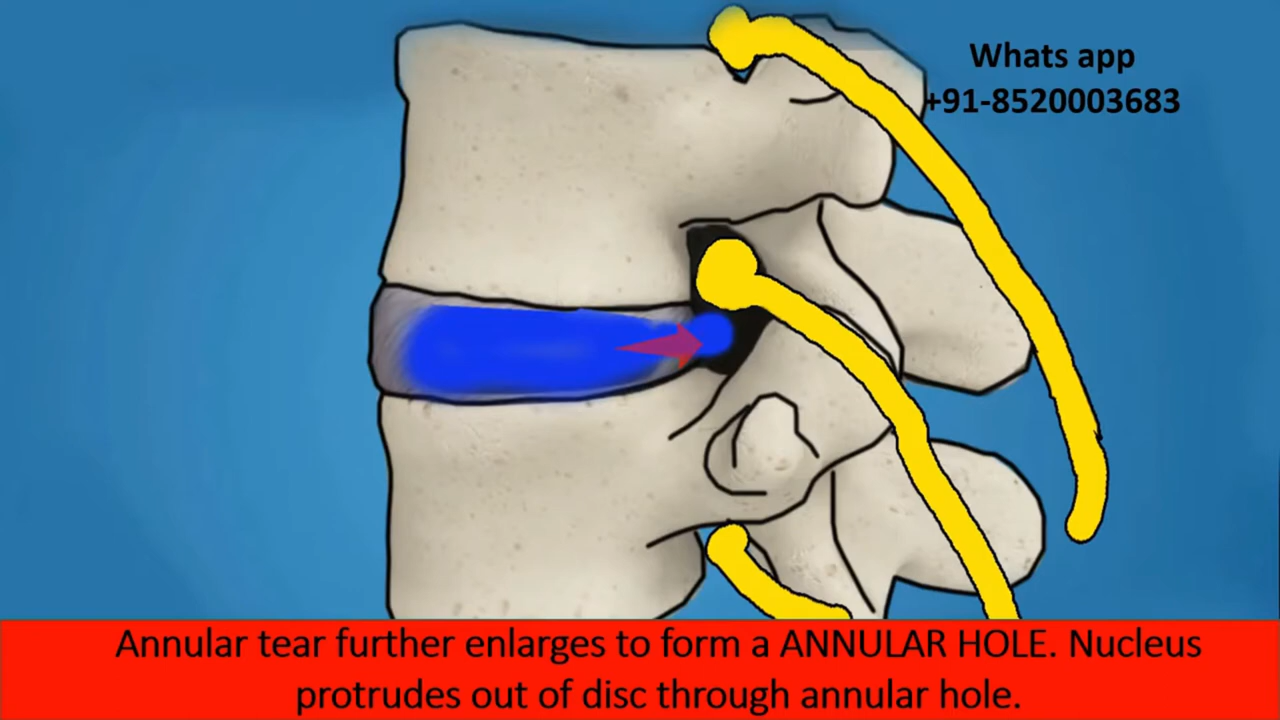 Whats app
+91-8520003683
Annular tear further enlarges to form a ANNULAR HOLE. Nucleus
protrudes out of disc through annular hole.